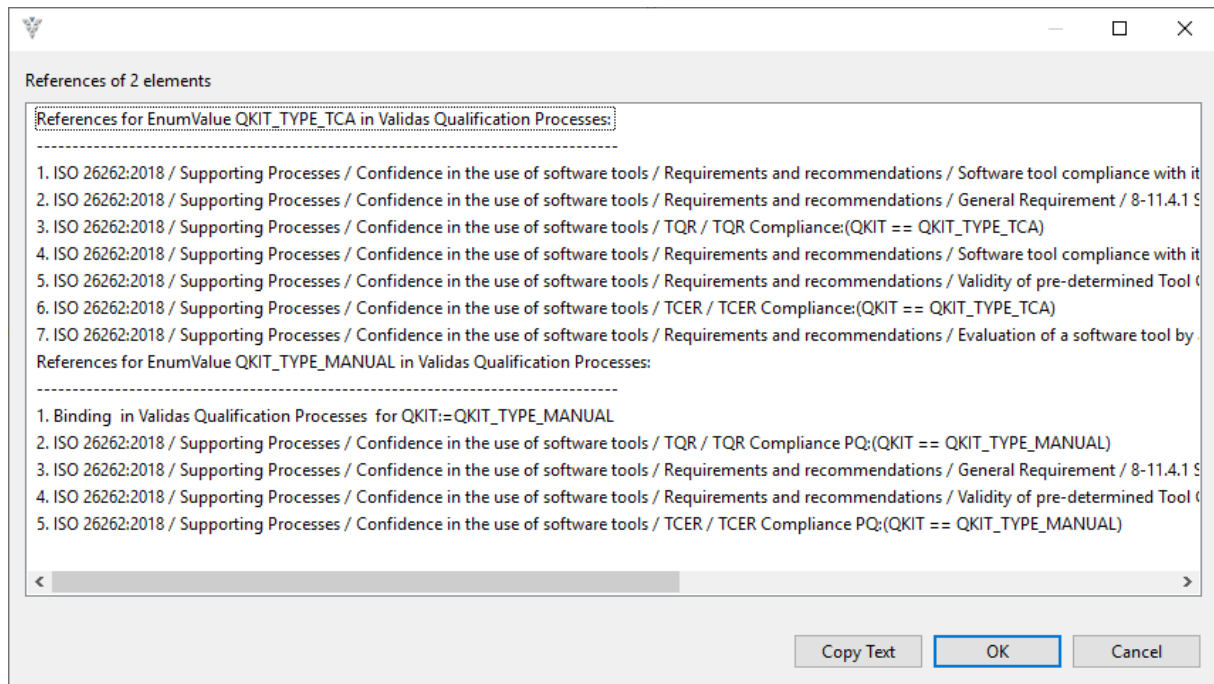 References of 2 elements
References for EnumValue QKIT_TYPE_TCA in Validas Qualification Processes:
--------------------------------------------------------------------------------
1. ISO 26262:2018 / Supporting Processes / Confidence in the use of software tools / Requirements and recommendations / Software tool compliance with it
2. ISO 26262:2018 / Supporting Processes / Confidence in the use of software tools / Requirements and recommendations / General Requirement / 8-11.4.1 S
3. ISO 26262:2018 / Supporting Processes / Confidence in the use of software tools / TQR / TQR Compliance:(QKIT == QKIT_TYPE_TCA)
4. ISO 26262:2018 / Supporting Processes / Confidence in the use of software tools / Requirements and recommendations / Software tool compliance with it
5. ISO 26262:2018 / Supporting Processes / Confidence in the use of software tools / Requirements and recommendations / Validity of pre-determined Tool
6. ISO 26262:2018 / Supporting Processes / Confidence in the use of software tools / TCER / TCER Compliance:(QKIT == QKIT_TYPE_TCA)
7. ISO 26262:2018 / Supporting Processes / Confidence in the use of software tools / Requirements and recommendations / Evaluation of a software tool by
References for EnumValue QKIT_TYPE_MANUAL in Validas Qualification Processes:
--------------------------------------------------------------------------------
1. Binding in Validas Qualification Processes for QKIT:=QKIT_TYPE_MANUAL
2. ISO 26262:2018 / Supporting Processes / Confidence in the use of software tools / TQR / TQR Compliance PQ:(QKIT == QKIT_TYPE_MANUAL)
3. ISO 26262:2018 / Supporting Processes / Confidence in the use of software tools / Requirements and recommendations / General Requirement / 8-11.4.1 S
4. ISO 26262:2018 / Supporting Processes / Confidence in the use of software tools / Requirements and recommendations / Validity of pre-determined Tool
5. ISO 26262:2018 / Supporting Processes / Confidence in the use of software tools / TCER / TCER Compliance PQ:(QKIT == QKIT_TYPE_MANUAL)
Copy Text
OK
Cancel